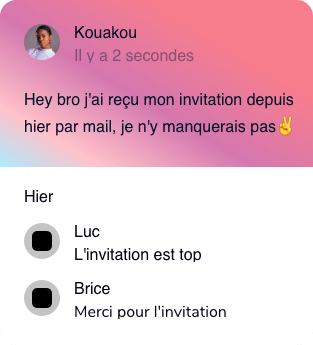 Kouakou
Il y a 2 secondes
Hey bro j'ai reçu mon invitation depuis
hier par mail, je n'y manquerais pas✌️
Hier
Luc
L'invitation est top
Brice
Merci pour l'invitation